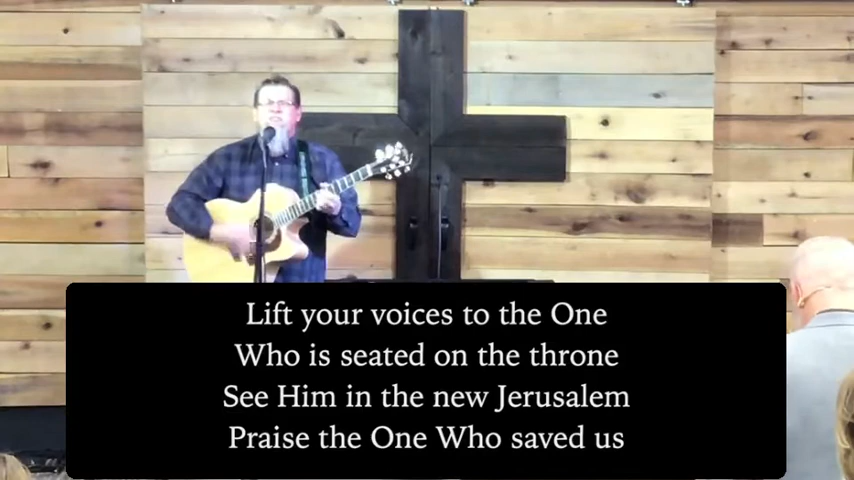 Lift your voices to the One
Who is seated on the throne
See Him in the new Jerusalem
Praise the One Who saved us